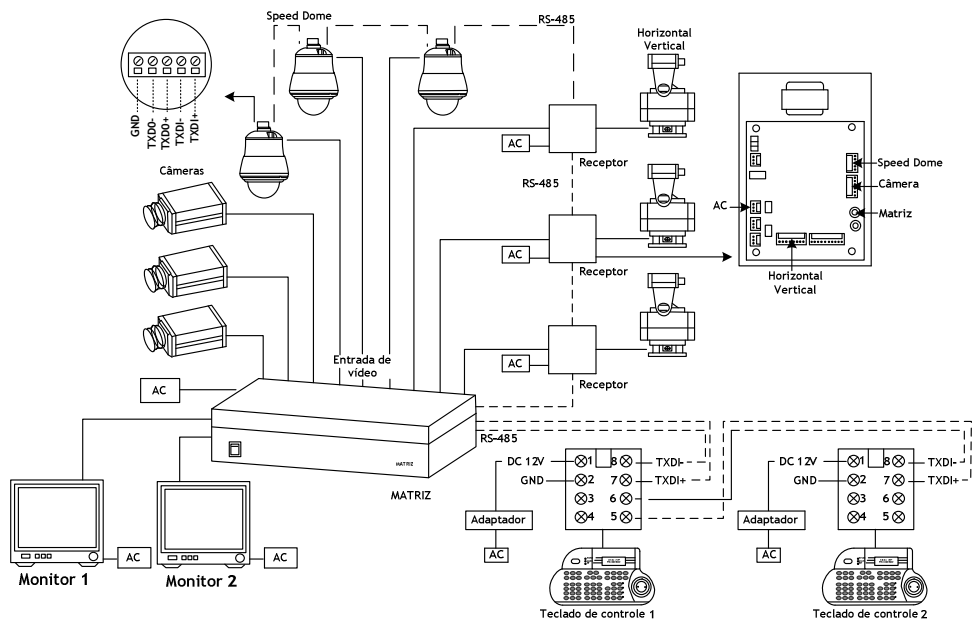 Speed Dome
RS-485
Horizontal
Vertical
GND
TXD0-
TXD0+
TXDI-
TXDI+
AC
Receptor
Câmeras
RS-485
Speed Dome
Câmera
AC
Matriz
AC
Receptor
Horizontal
Vertical
Entrada de
vídeo
AC
Receptor
AC
RS-485
MATRIZ
MATRIZ
DC 12V
1
8
TXDI-
GND
2
7
TXDI+
3
6
4
5
Adaptador
AC
DC 12V
1
8
TXDI-
GND
2
7
TXDI+
3
6
4
5
Adaptador
AC
AC
AC
Monitor 1
Monitor 2
Teclado de controle 1
Teclado de controle 2